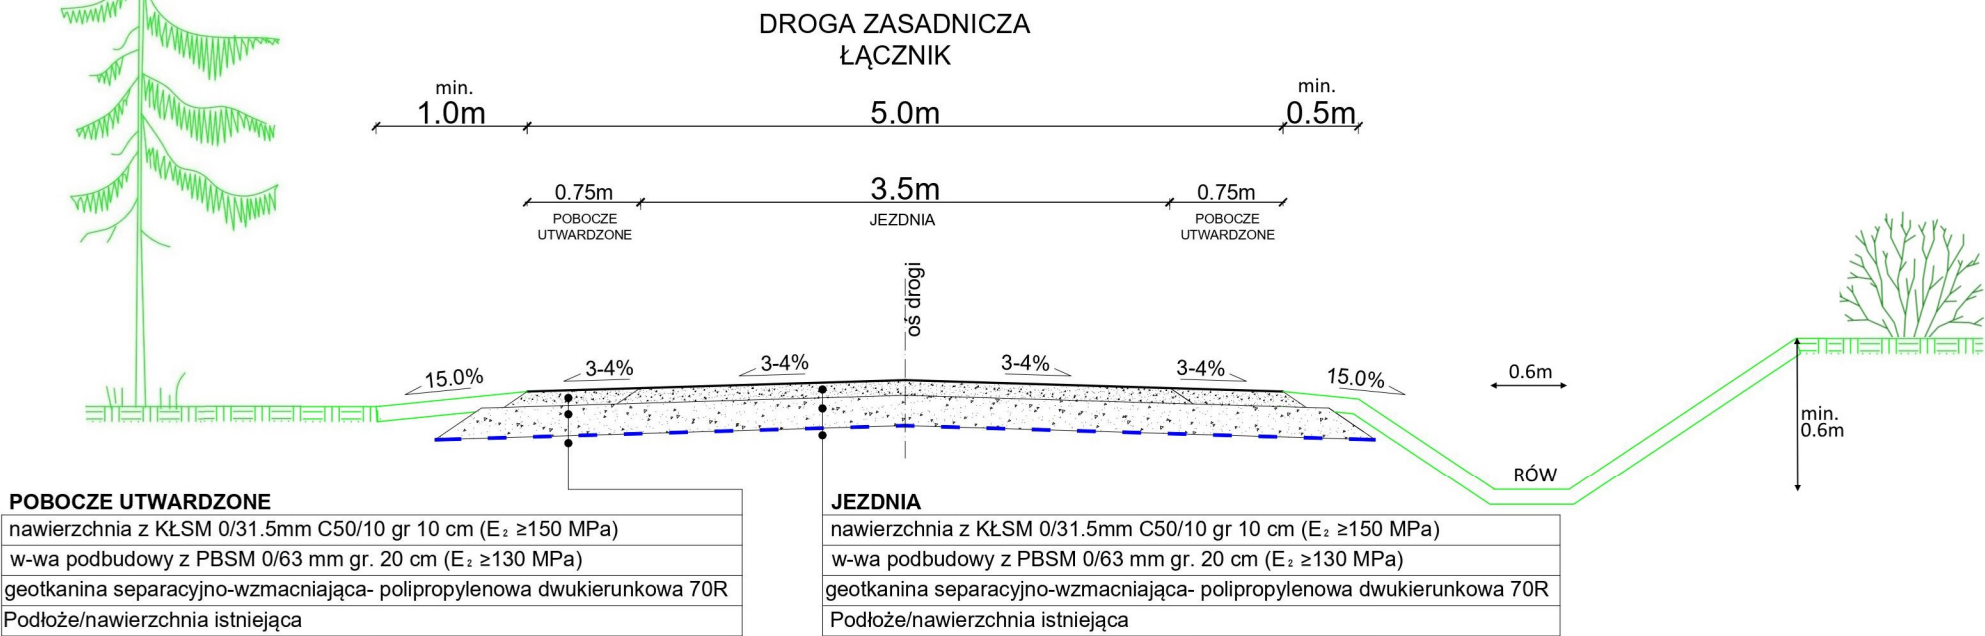 DROGA ZASADNICZA
ŁĄCZNIK
min.
1.0m
5.0m
min.
0.5m
0.75m
3.5m
0.75m
POBOCZE
UTWARDZONE
JEZDNIA
POBOCZE
UTWARDZONE
oś drogi
15.0%
3-4%
3-4%
3-4%
3-4%
15.0%
0.6m
min.
0.6m
RÓW
POBOCZE UTWARDZONE
nawierzchnia z KŁSM 0/31.5mm C50/10 gr 10 cm (E₂ ≥150 MPa)
w-wa podbudowy z PBSM 0/63 mm gr. 20 cm (E₂ ≥130 MPa)
geotkanina separacyjno-wzmacniająca- polipropylenowa dwukierunkowa 70R
Podłoże/nawierzchnia istniejąca
JEZDNIA
nawierzchnia z KŁSM 0/31.5mm C50/10 gr 10 cm (E₂ ≥150 MPa)
w-wa podbudowy z PBSM 0/63 mm gr. 20 cm (E₂ ≥130 MPa)
geotkanina separacyjno-wzmacniająca- polipropylenowa dwukierunkowa 70R
Podłoże/nawierzchnia istniejąca